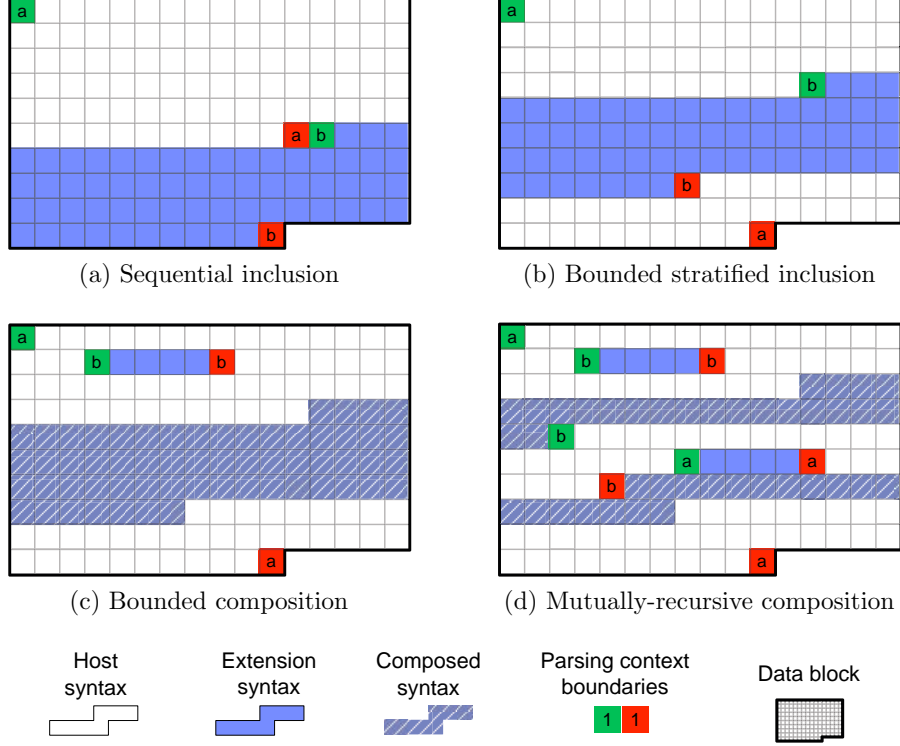 a
b
a b
b
b
a
(a) Sequential inclusion
(b) Bounded stratified inclusion
a
a
b b
b b
b
a a
b
a
a
(c) Bounded composition
(d) Mutually-recursive composition
Host
syntax
Extension
syntax
Composed
syntax
Parsing context
boundaries
1 1
Data block